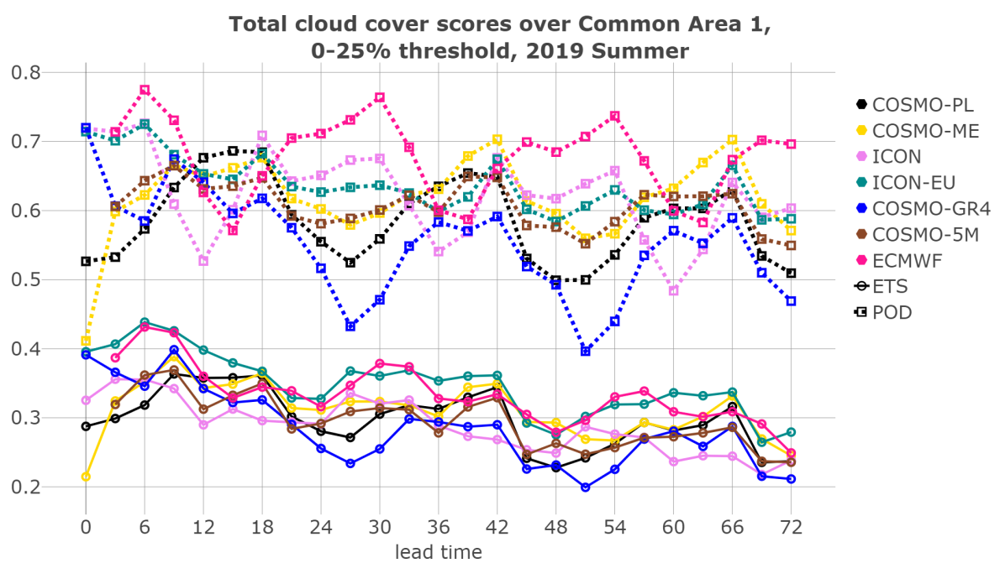 Total cloud cover scores over Common Area 1,
0-25% threshold, 2019 Summer
0.8
0.7
0.6
0.5
0.4
0.3
0.2
0 6 12 18 24 30 36 42 48 54 60 66 72
lead time
COSMO-PL
COSMO-ME
ICON
ICON-EU
COSMO-GR4
COSMO-5M
ECMWF
ETS
POD